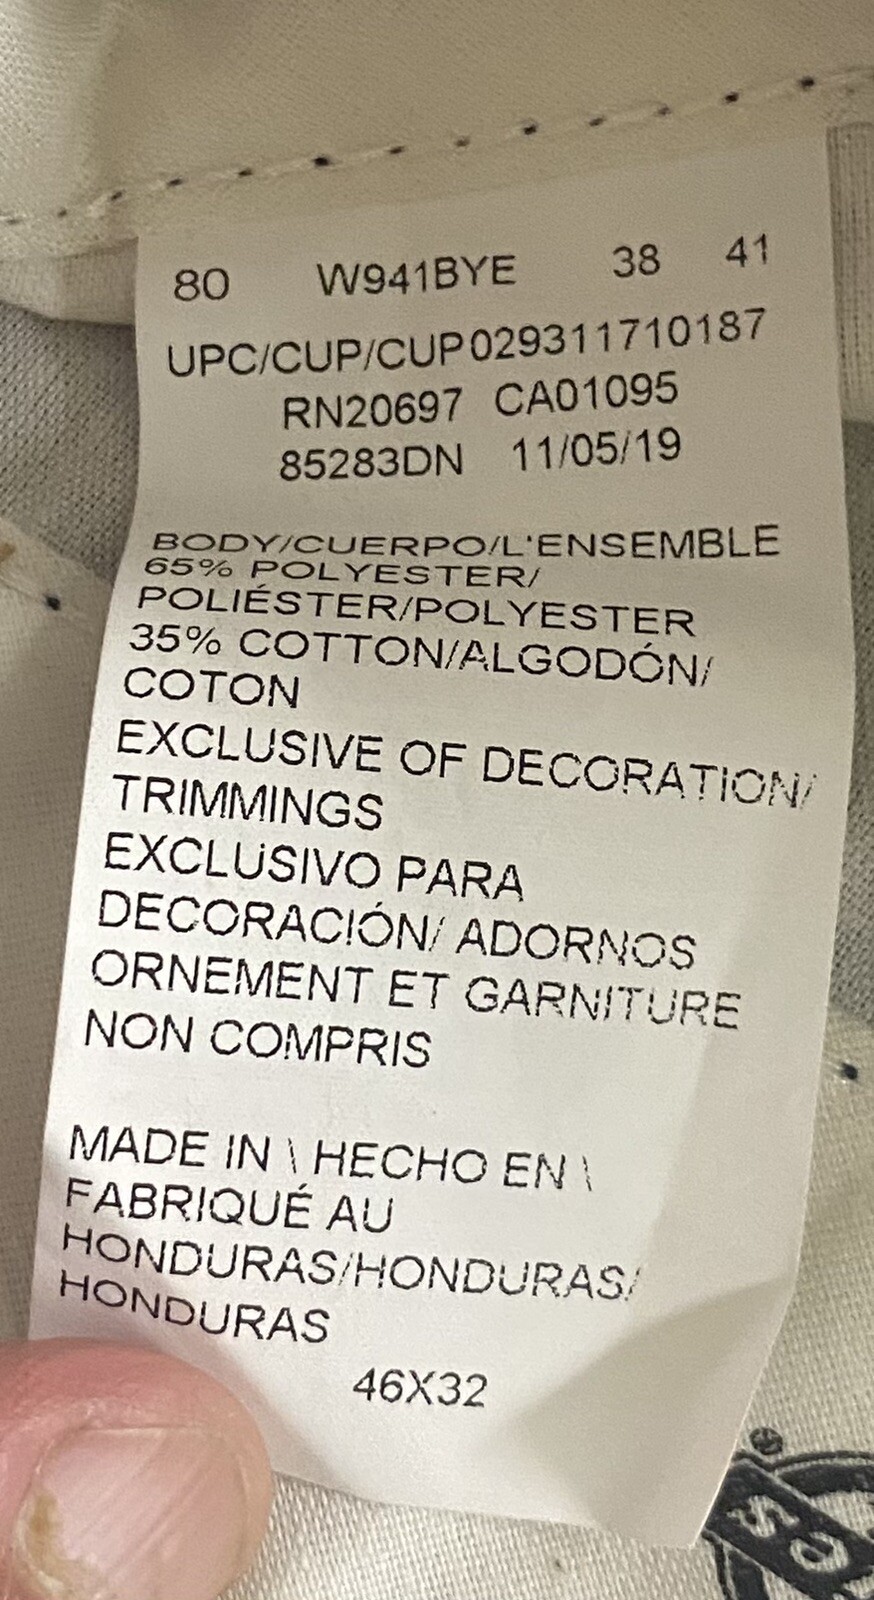 80 W941BYE 38 41
UPC/CUP/CUP029311710187
RN20697 CA01095
85283DN 11/05/19
BODY/CUERPO/L'ENSEMBLE
65% POLYESTER/
POLIÉSTER/POLYESTER
35% COTTON/ALGODÓN/
COTON
EXCLUSIVE OF DECORATION/
TRIMMINGS
EXCLUSIVO PARA
DECORACIÓN/ ADORNOS
ORNEMENT ET GARNITURE
NON COMPRIS
MADE IN \ HECHO EN \
FABRIQUÉ AU
HONDURAS/HONDURAS/
HONDURAS
46X32